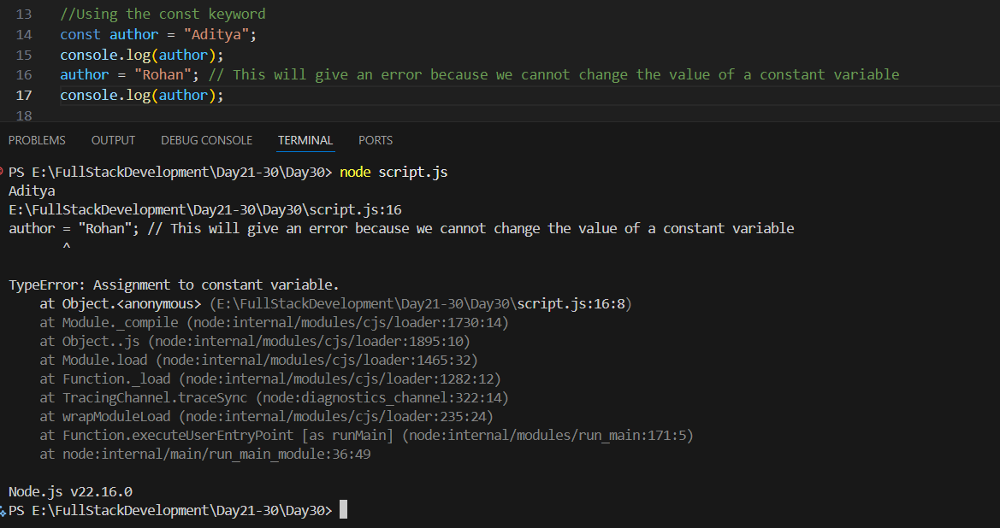 13 //Using the const keyword
14 const author = "Aditya";
15 console.log(author);
16 author = "Rohan"; // This will give an error because we cannot change the value of a constant variable
17 console.log(author);
18
PROBLEMS OUTPUT DEBUG CONSOLE TERMINAL PORTS
PS E:\FullStackDevelopment\Day21-30\Day30> node script.js
Aditya
E:\FullStackDevelopment\Day21-30\Day30\script.js:16
author = "Rohan"; // This will give an error because we cannot change the value of a constant variable
       ^
TypeError: Assignment to constant variable.
    at Object.<anonymous> (E:\FullStackDevelopment\Day21-30\Day30\script.js:16:8)
    at Module._compile (node:internal/modules/cjs/loader:1730:14)
    at Object..js (node:internal/modules/cjs/loader:1895:10)
    at Module.load (node:internal/modules/cjs/loader:1465:32)
    at Function._load (node:internal/modules/cjs/loader:1282:12)
    at TracingChannel.traceSync (node:diagnostics_channel:322:14)
    at wrapModuleLoad (node:internal/modules/cjs/loader:235:24)
    at Function.executeUserEntryPoint [as runMain] (node:internal/modules/run_main:171:5)
    at node:internal/main/run_main_module:36:49
Node.js v22.16.0
PS E:\FullStackDevelopment\Day21-30\Day30>